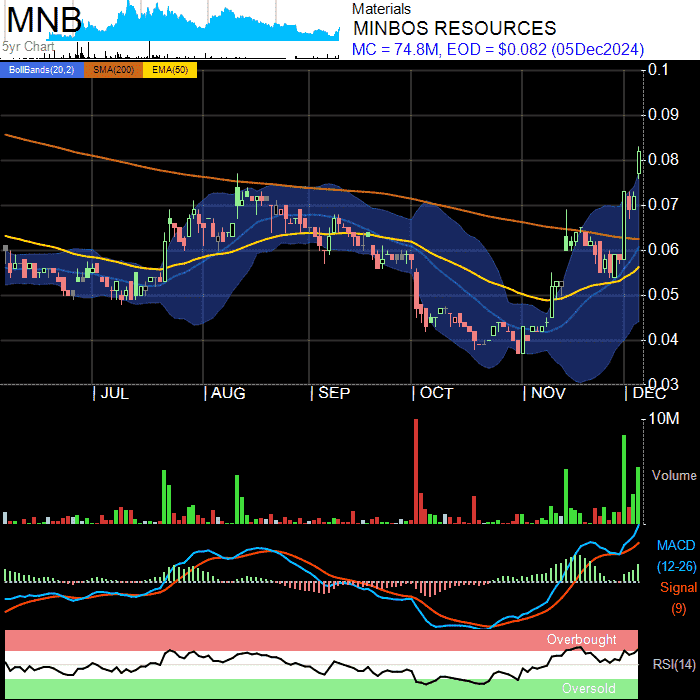 MNB
5yr Chart
Materials
MINBOS RESOURCES
MC = 74.8M, EOD = $0.082 (05Dec2024)
BollBands(20,2) SMA(200) EMA(50)
0.1
0.09
0.08
0.07
0.06
0.05
0.04
0.03
| JUL | AUG | SEP | OCT | NOV | DEC
10M
Volume
MACD
(12-26)
Signal
(9)
Overbought
RSI(14)
Oversold